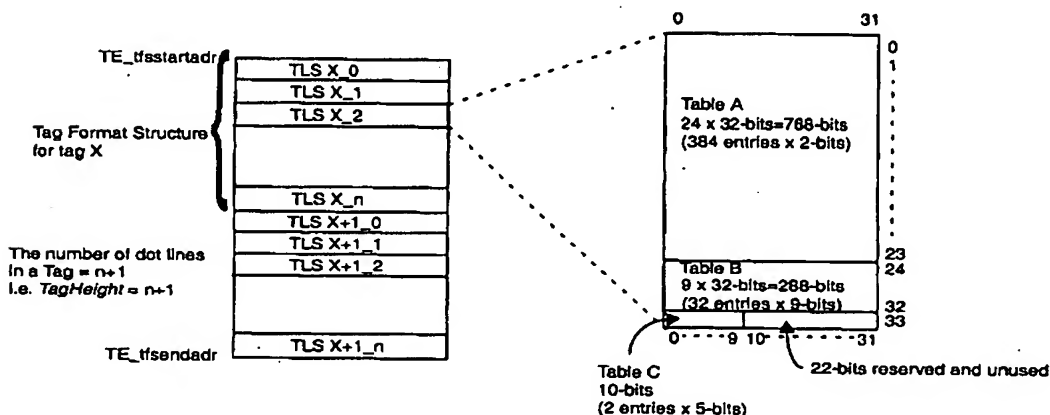 TE_tfsstartadr
TLS X_0
TLS X_1
TLS X_2
Tag Format Structure
for tag X
TLS X_n
TLS X+1_0
TLS X+1_1
TLS X+1_2
The number of dot lines
in a Tag = n+1
i.e. TagHeight = n+1
TLS X+1_n
TE_tfsendadr
0 31
0
1
Table A
24 x 32-bits=768-bits
(384 entries x 2-bits)
23
24
Table B
9 x 32-bits=288-bits
(32 entries x 9-bits)
32
33
0 9 10 31
Table C
10-bits
(2 entries x 5-bits)
22-bits reserved and unused